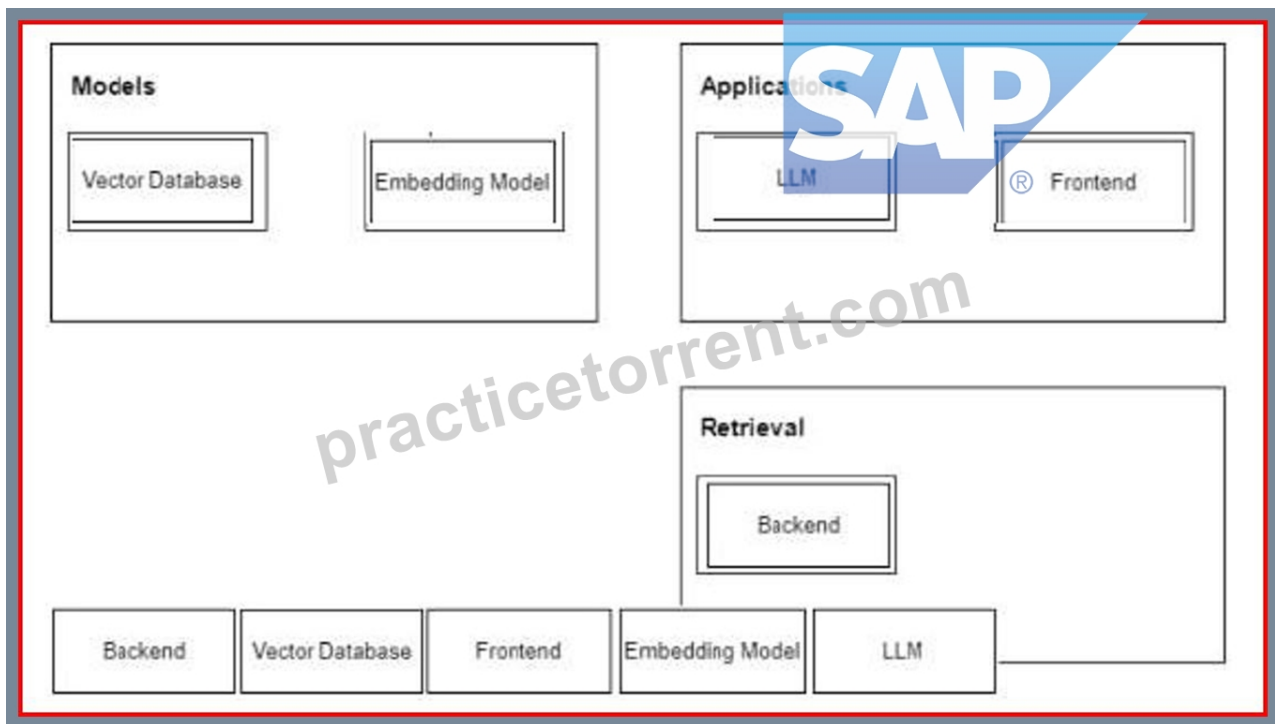 Models
Applications
SAP
Vector Database
Embedding Model
LLM
® Frontend
practicetorrent.com
Retrieval
Backend
Backend
Vector Database
Frontend
Embedding Model
LLM